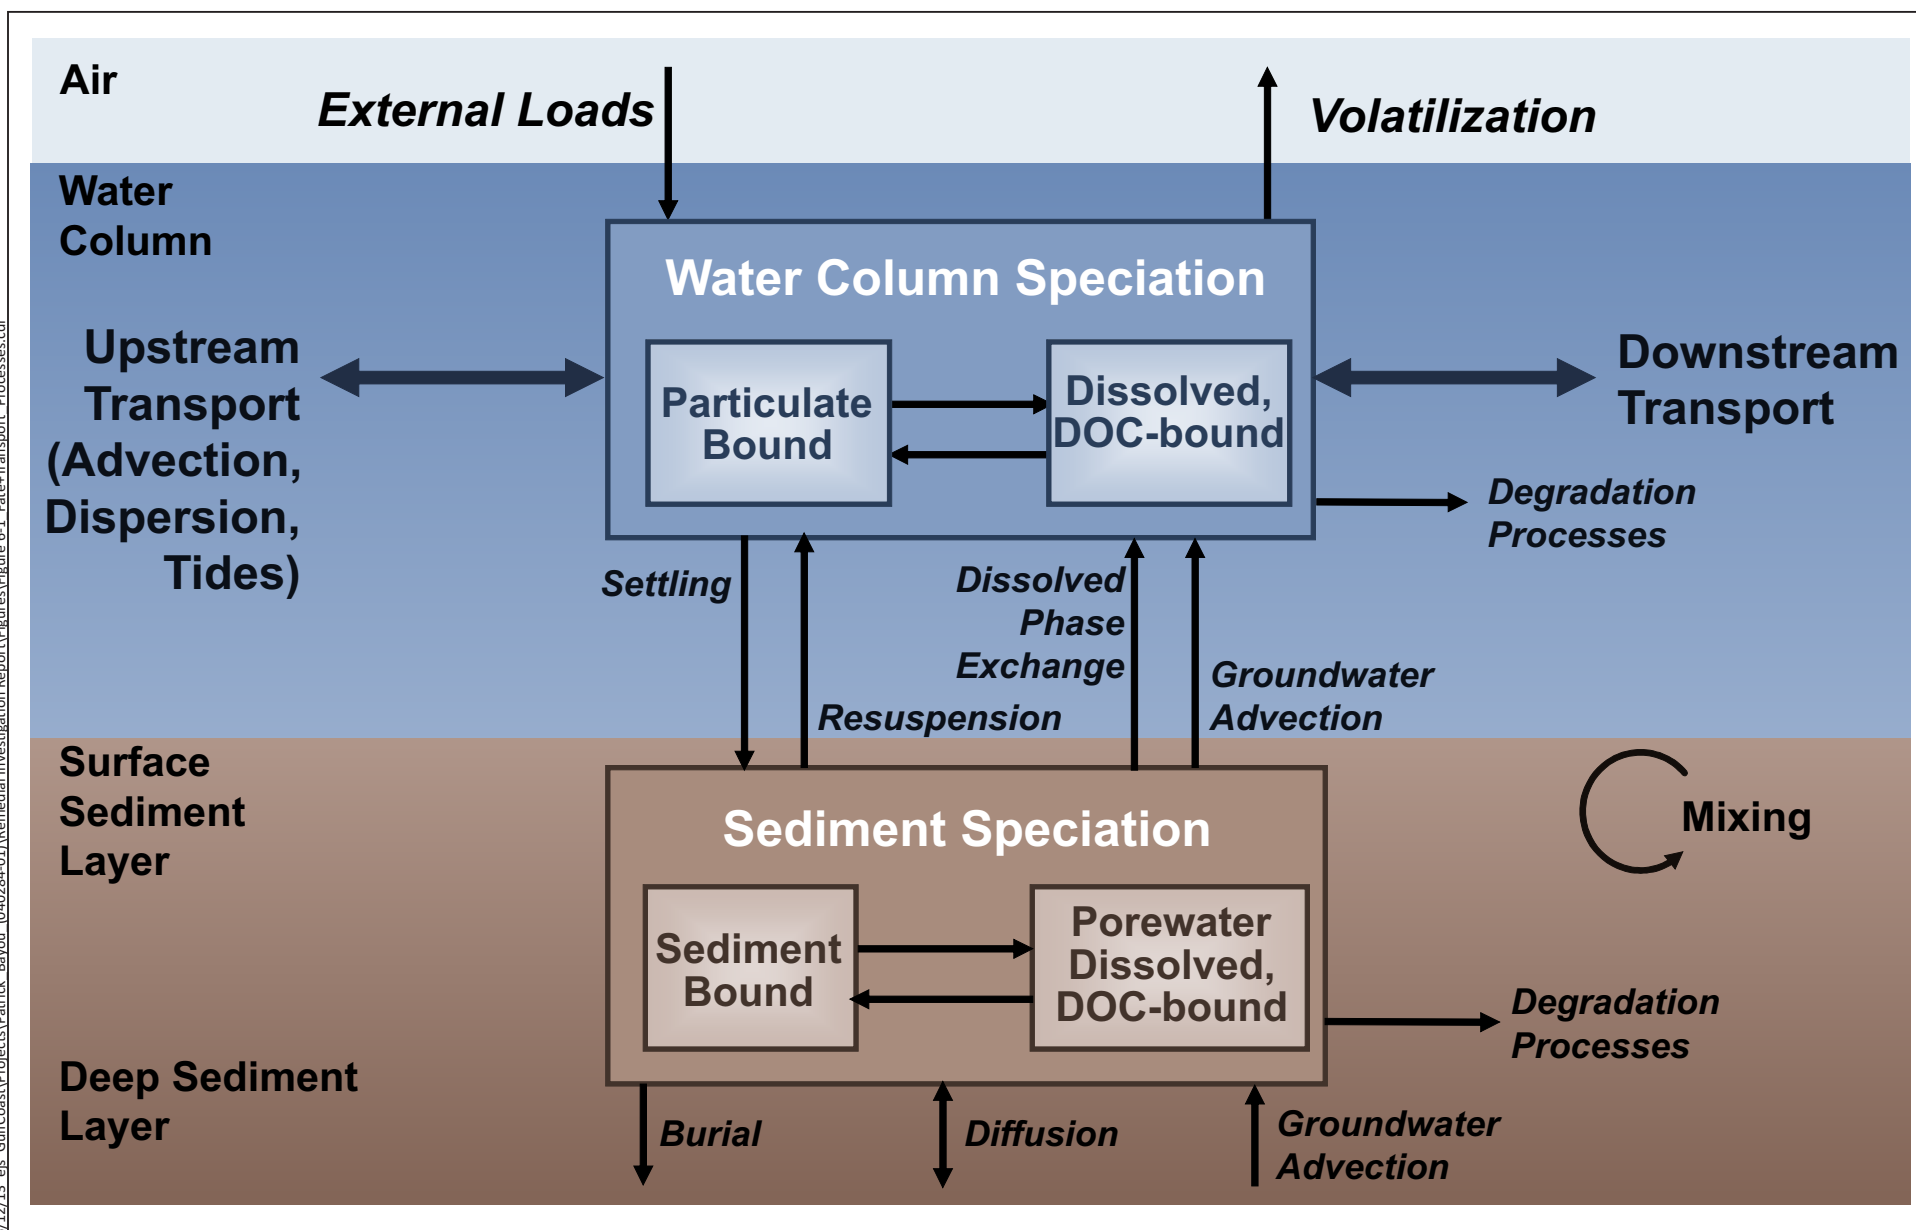 Air
External Loads
Volatilization
Water
Column
Water Column Speciation
Upstream
Transport
(Advection,
Dispersion,
Tides)
Particulate
Bound
Dissolved,
DOC-bound
Downstream
Transport
Degradation
Processes
Settling
Resuspension
Dissolved
Phase
Exchange
Groundwater
Advection
Surface
Sediment
Layer
Sediment Speciation
Mixing
Sediment
Bound
Porewater
Dissolved,
DOC-bound
Degradation
Processes
Deep Sediment
Layer
Burial
Diffusion
Groundwater
Advection